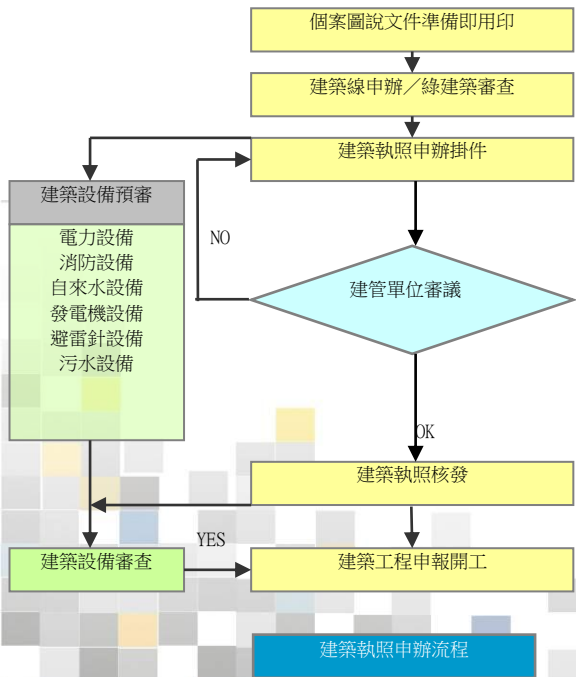 個案圖說文件準備即用印
建築線申辦／綠建築審查
建築執照申辦掛件
建築設備預審
電力設備
消防設備
自來水設備
發電機設備
避雷針設備
污水設備
NO
建管單位審議
OK
建築執照核發
建築設備審查
YES
建築工程申報開工
建築執照申辦流程